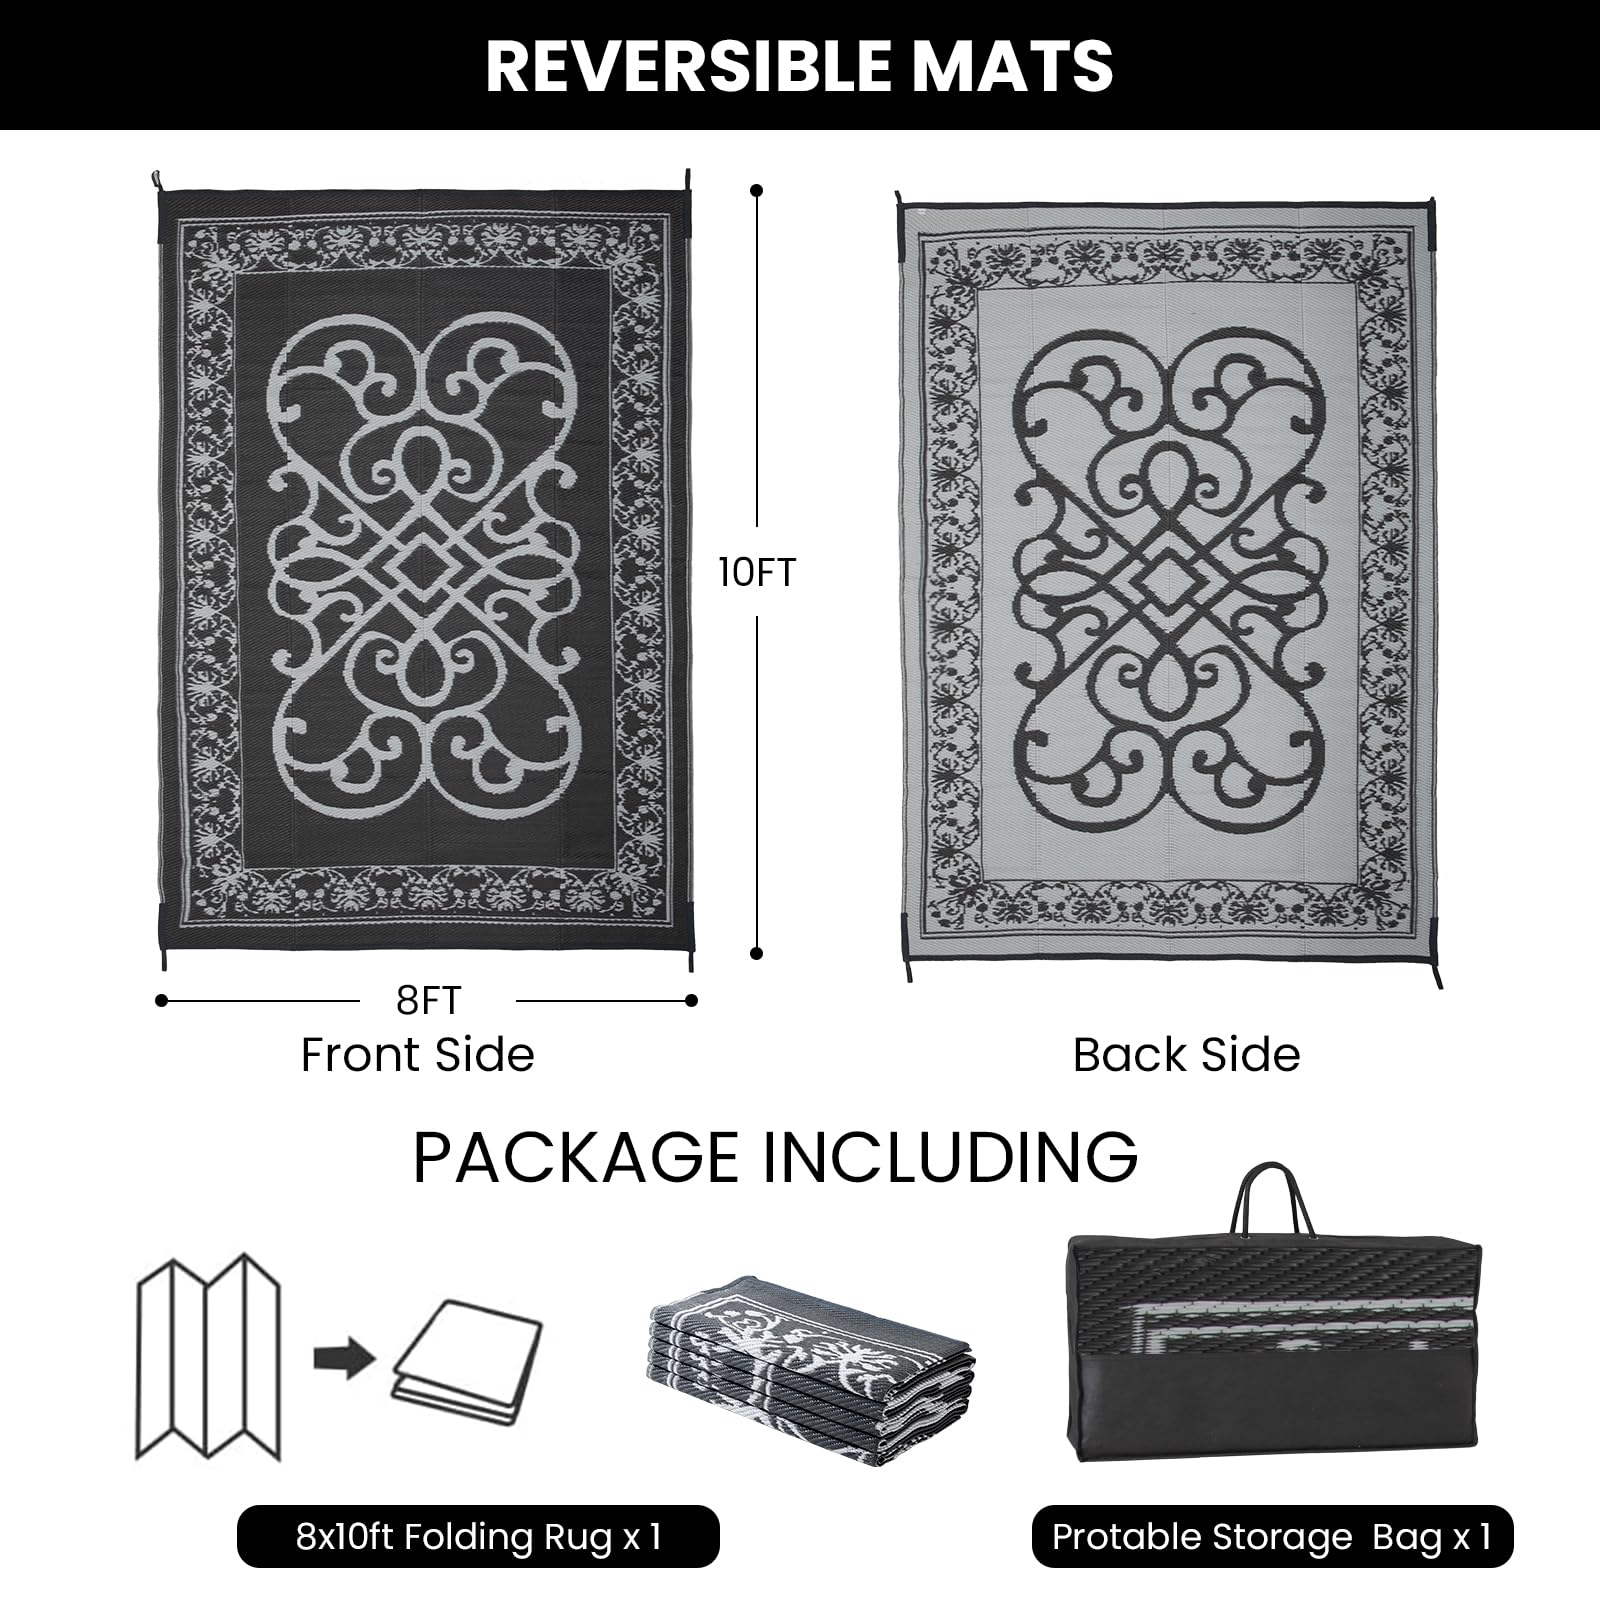 REVERSIBLE MATS
10FT
8FT
Front Side
Back Side
PACKAGE INCLUDING
8x10ft Folding Rug x 1
Protable Storage  Bag x 1